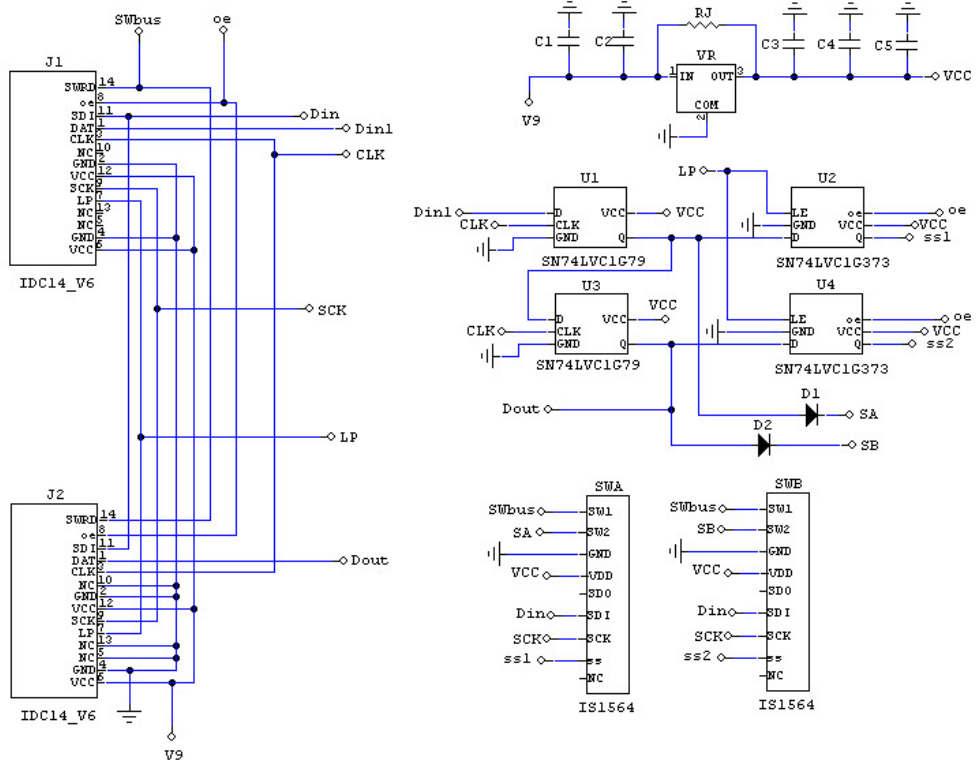 SWbus
oe
J1
SWRD 14
oe 8
SDI 11
DAT 1
CLK 3
NC 10
GND 2
VCC 12
SCK 9
LP 7
NC 13
NC 5
GND 4
VCC 6
IDC14_V6
Din
Din1
CLK
SCK
LP
J2
SWRD 14
oe 8
SDI 11
DAT 1
CLK 3
NC 10
GND 2
VCC 12
SCK 9
LP 7
NC 13
NC 5
GND 4
VCC 6
IDC14_V6
Dout
V9
C1
C2
RJ
C3
C4
C5
VR
1 IN OUT 3
COM
2
V9
VCC
LP
U1
Din1 D VCC VCC
CLK CLK
GND Q
SN74LVC1G79
U2
LE oe oe
GND VCC VCC
D Q ss1
SN74LVC1G373
U3
D VCC VCC
CLK CLK
GND Q
SN74LVC1G79
U4
LE oe oe
GND VCC VCC
D Q ss2
SN74LVC1G373
Dout
D1
SA
D2
SB
SWA
SWbus SW1
SA SW2
GND
VCC VDD
SDO
Din SDI
SCK SCK
ss1 ss
NC
IS1564
SWB
SWbus SW1
SB SW2
GND
VCC VDD
SDO
Din SDI
SCK SCK
ss2 ss
NC
IS1564